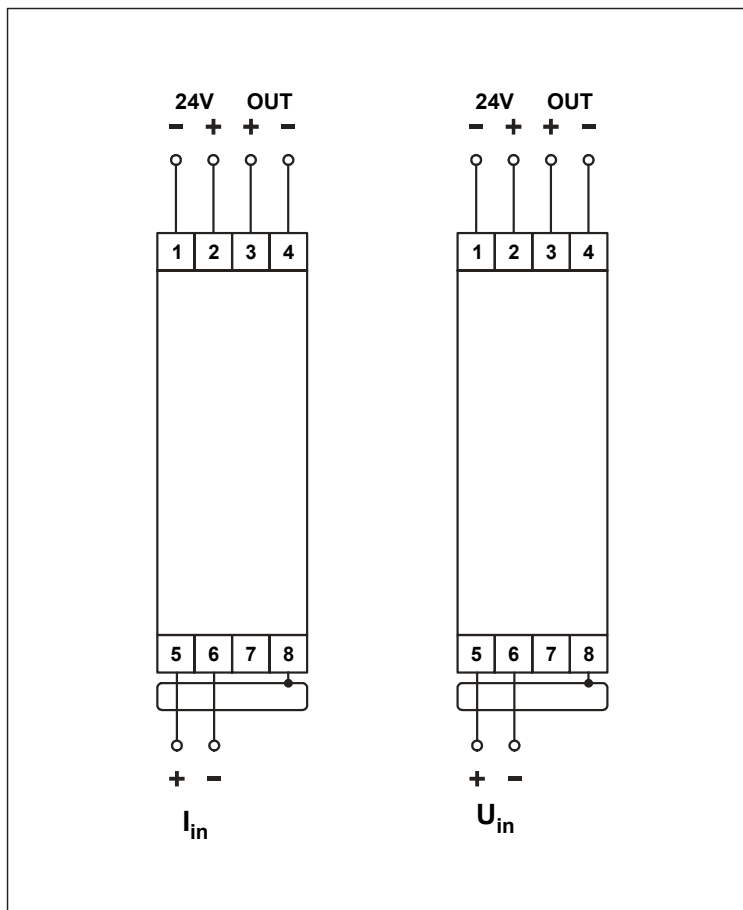 24V OUT 24V OUT
− + + − − + + −
1 2 3 4 1 2 3 4
5 6 7 8 5 6 7 8
+ − + −
Iin Uin